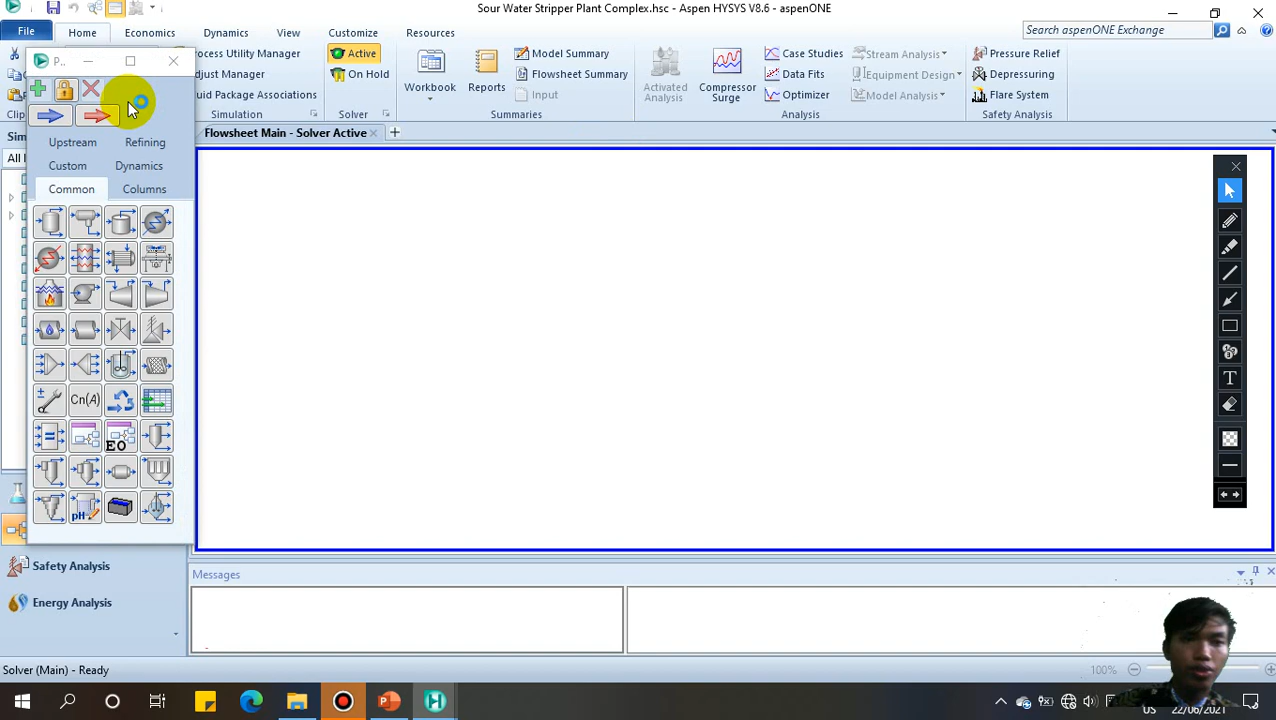 Sour Water Stripper Plant Complex.hsc - Aspen HYSYS V8.6 - aspenONE
File
Home
Economics
Dynamics
View
Customize
Resources
Search aspenONE Exchange
P..
rocess Utility Manager
djust Manager
uid Package Associations
Simulation
Active
On Hold
Solver
Workbook
Reports
Model Summary
Flowsheet Summary
Input
Summaries
Activated Analysis
Compressor Surge
Case Studies
Optimizer
Stream Analysis
Equipment Design
Model Analysis
Analysis
Pressure Relief
Depressuring
Flare System
Safety Analysis
Clip
Sim
All
Flowsheet Main - Solver Active
Upstream
Refining
Custom
Dynamics
Common
Columns
Cn(A)
EO
pH
Safety Analysis
Energy Analysis
Messages
Solver (Main) - Ready
100%
US
22/06/2021